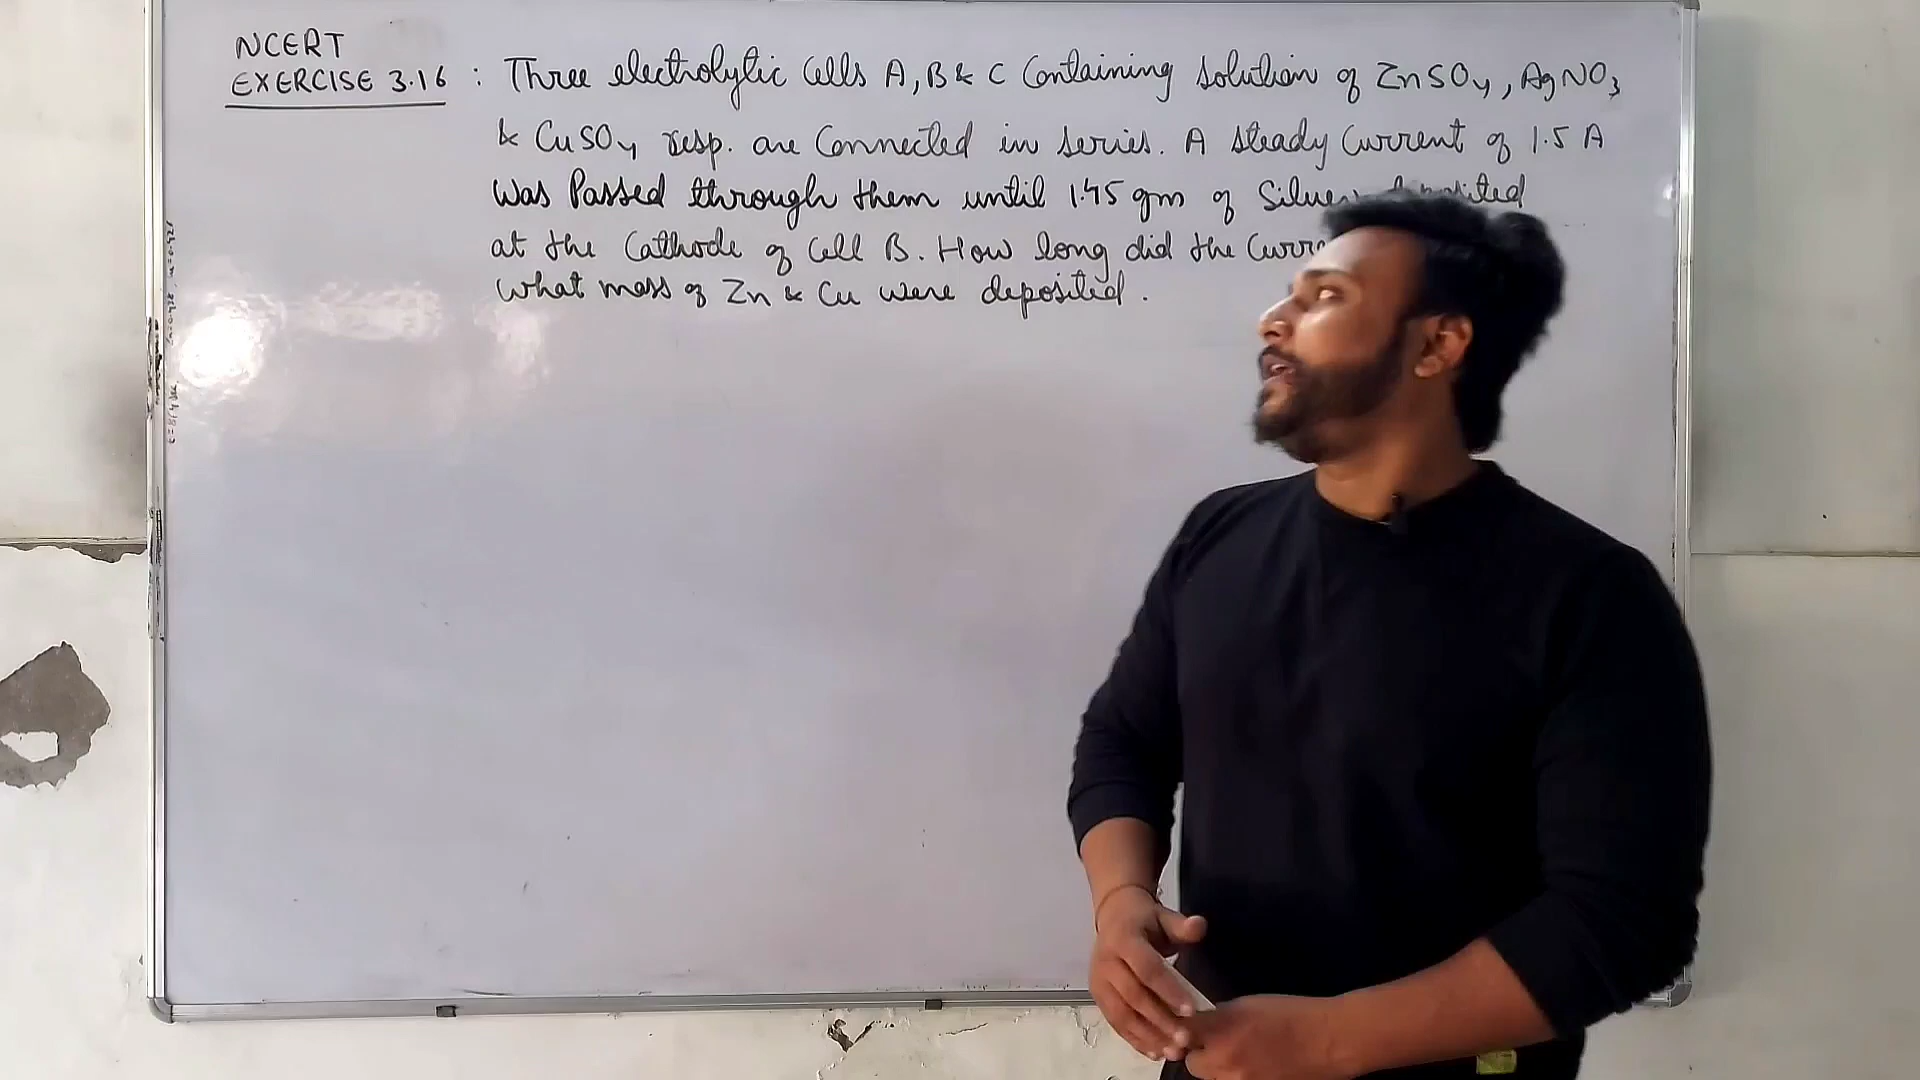 NCERT
EXERCISE 3.16 : Three electrolytic Cells A, B & C Containing solution of ZnSO4, AgNO3
& CuSO4 resp. are Connected in series. A steady Current of 1.5 A
Was Passed through them until 1.45 gm of Silver
at the Cathode of Cell B. How long did the
What mass of Zn & Cu were deposited.